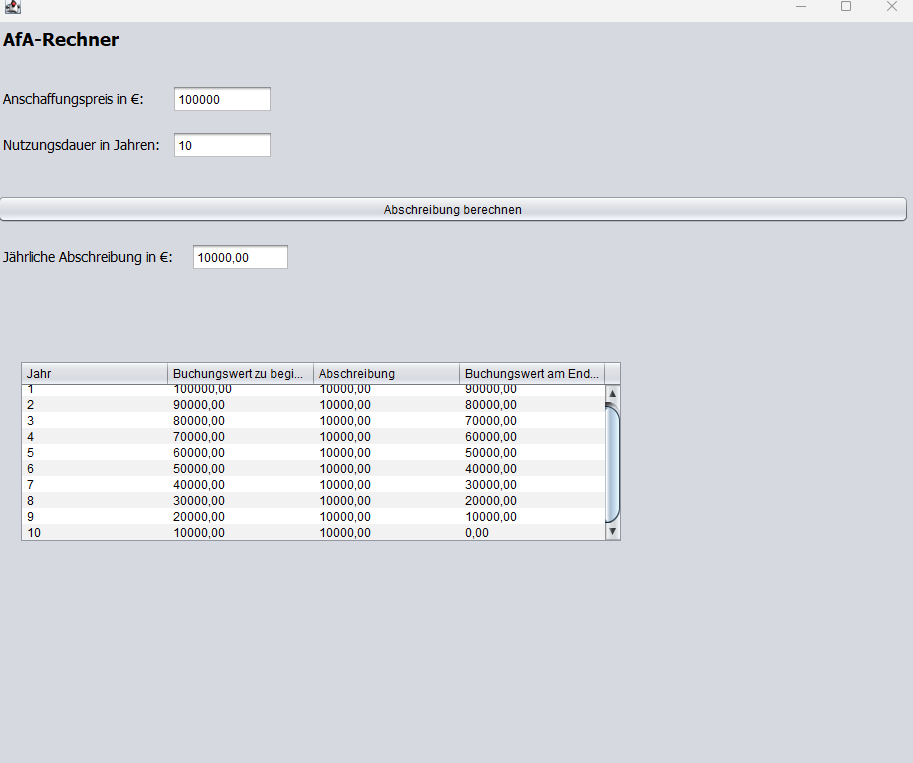 AfA-Rechner
Anschaffungspreis in €: 100000
Nutzungsdauer in Jahren: 10
Abschreibung berechnen
Jährliche Abschreibung in €: 10000,00
Jahr Buchungswert zu begi... Abschreibung Buchungswert am End...
1 100000,00 10000,00 90000,00
2 90000,00 10000,00 80000,00
3 80000,00 10000,00 70000,00
4 70000,00 10000,00 60000,00
5 60000,00 10000,00 50000,00
6 50000,00 10000,00 40000,00
7 40000,00 10000,00 30000,00
8 30000,00 10000,00 20000,00
9 20000,00 10000,00 10000,00
10 10000,00 10000,00 0,00